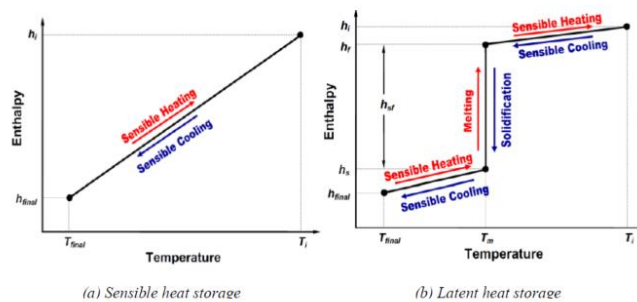 h_i
Enthalpy
Sensible Heating
Sensible Cooling
h_final
T_final
T_i
Temperature
(a) Sensible heat storage
h_i
h_f
Sensible Heating
Sensible Cooling
Enthalpy
h_sf
Melting
Solidification
h_s
Sensible Heating
h_final
Sensible Cooling
T_final
T_m
T_i
Temperature
(b) Latent heat storage